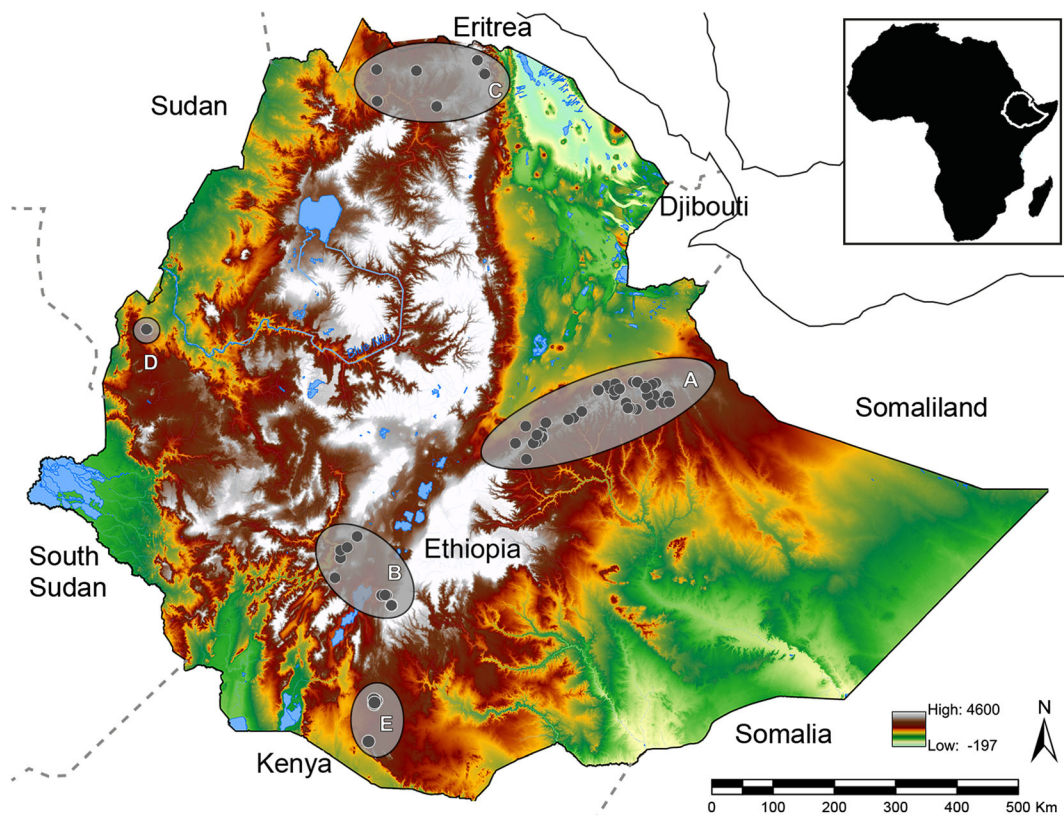 Eritrea
Sudan
C
Djibouti
D
A
Somaliland
South
Sudan
Ethiopia
B
E
Kenya
Somalia
High: 4600
Low: -197
N
0 100 200 300 400 500 Km